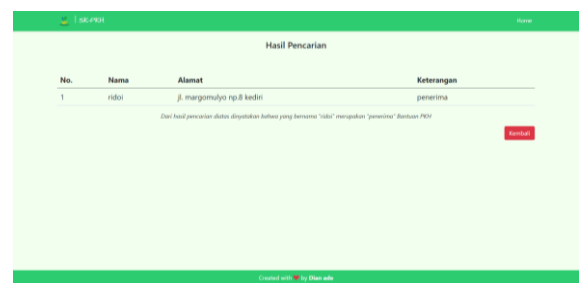 | ISK-PKH Home
Hasil Pencarian
No. Nama Alamat Keterangan
1 ridoi jl. margomulyo np.8 kediri penerima
Dari hasil pencarian diatas dinyatakan bahwa yang bernama "ridoi" merupakan "penerima" Bantuan PKH
Kembali
Created with ❤ by Dian ade